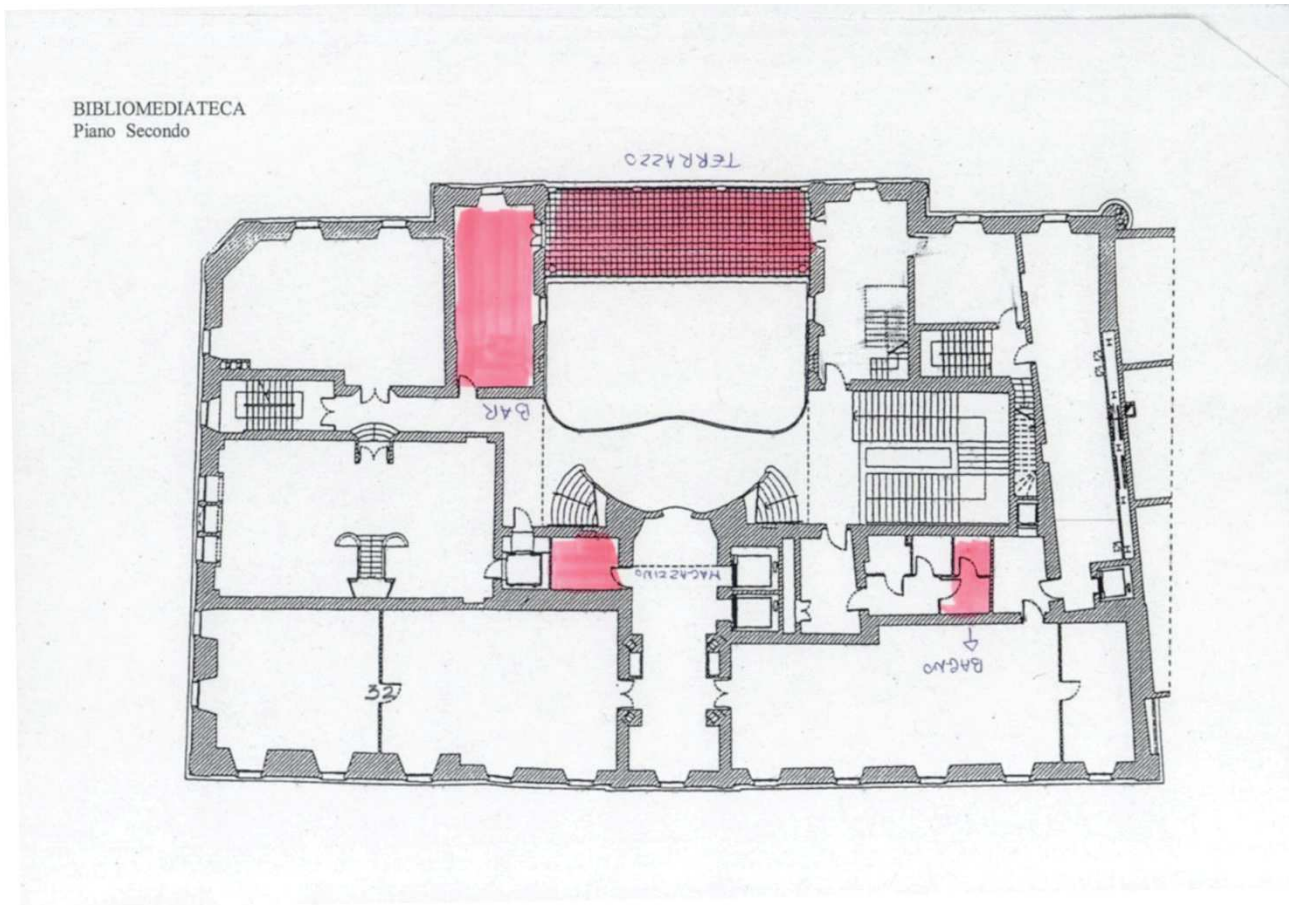 BIBLIOMEDIATECA
Piano Secondo
TERRAZZO
BAR
MAGAZZINO
BAGNO
32